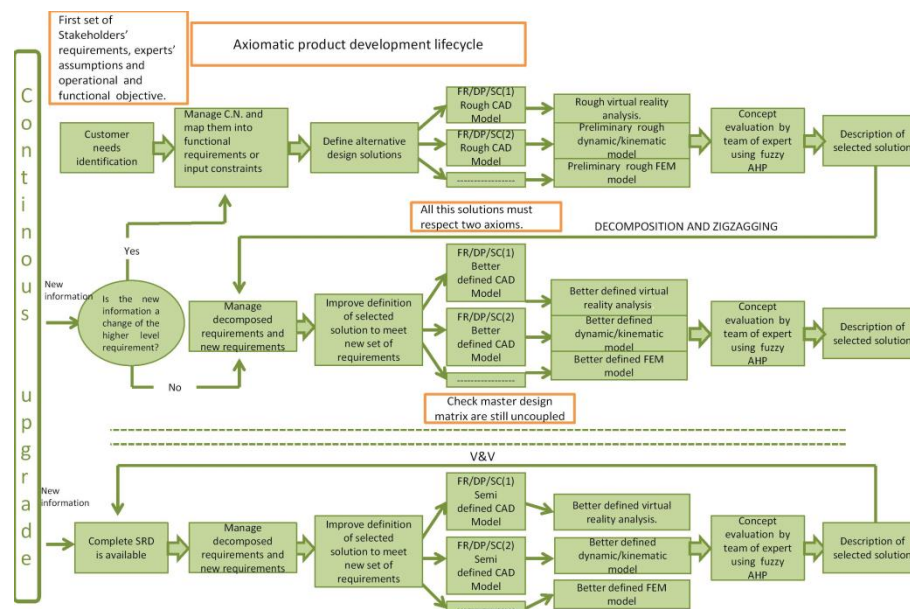 First set of
Stakeholders'
requirements, experts'
assumptions and
operational and
functional objective.
Axiomatic product development lifecycle
Continous upgrade
Customer
needs
identification
Manage C.N. and
map them into
functional
requirements or
input constraints
Define alternative
design solutions
FR/DP/SC(1)
Rough CAD
Model
FR/DP/SC(2)
Rough CAD
Model
-----------------
Rough virtual reality
analysis.
Preliminary rough
dynamic/kinematic
model
Preliminary rough FEM
model
Concept
evaluation by
team of expert
using fuzzy
AHP
Description of
selected solution
All this solutions must
respect two axioms.
DECOMPOSITION AND ZIGZAGGING
Yes
New
information
Is the new
information a
change of the
higher level
requirement?
No
Manage
decomposed
requirements and
new requirements
Improve definition
of selected
solution to meet
new set of
requirements
FR/DP/SC(1)
Better
defined CAD
Model
FR/DP/SC(2)
Better
defined CAD
Model
-----------------
Better defined virtual
reality analysis
Better defined
dynamic/kinematic
model
Better defined FEM
model
Concept
evaluation by
team of expert
using fuzzy
AHP
Description of
selected solution
Check master design
matrix are still uncoupled
V&V
New
information
Complete SRD
is available
Manage
decomposed
requirements and
new requirements
Improve definition
of selected
solution to meet
new set of
requirements
FR/DP/SC(1)
Semi
defined CAD
Model
FR/DP/SC(2)
Semi
defined CAD
Model
Better defined virtual
reality analysis.
Better defined
dynamic/kinematic
model
Better defined FEM
model
Concept
evaluation by
team of expert
using fuzzy
AHP
Description of
selected solution